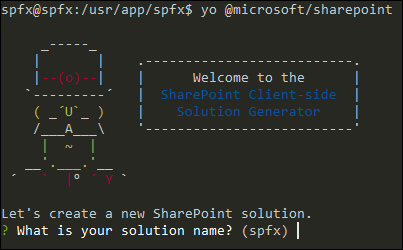 spfx@spfx:/usr/app/spfx$ yo @microsoft/sharepoint
Welcome to the
SharePoint Client-side
Solution Generator
Let's create a new SharePoint solution.
? What is your solution name? (spfx)